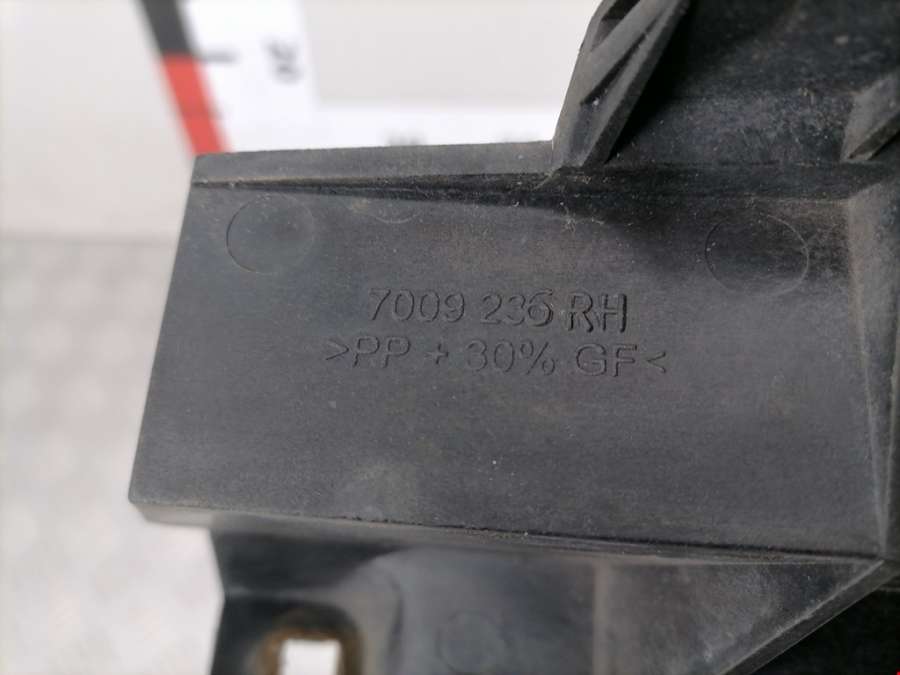 7009 236 RH
>PP + 30% GF<